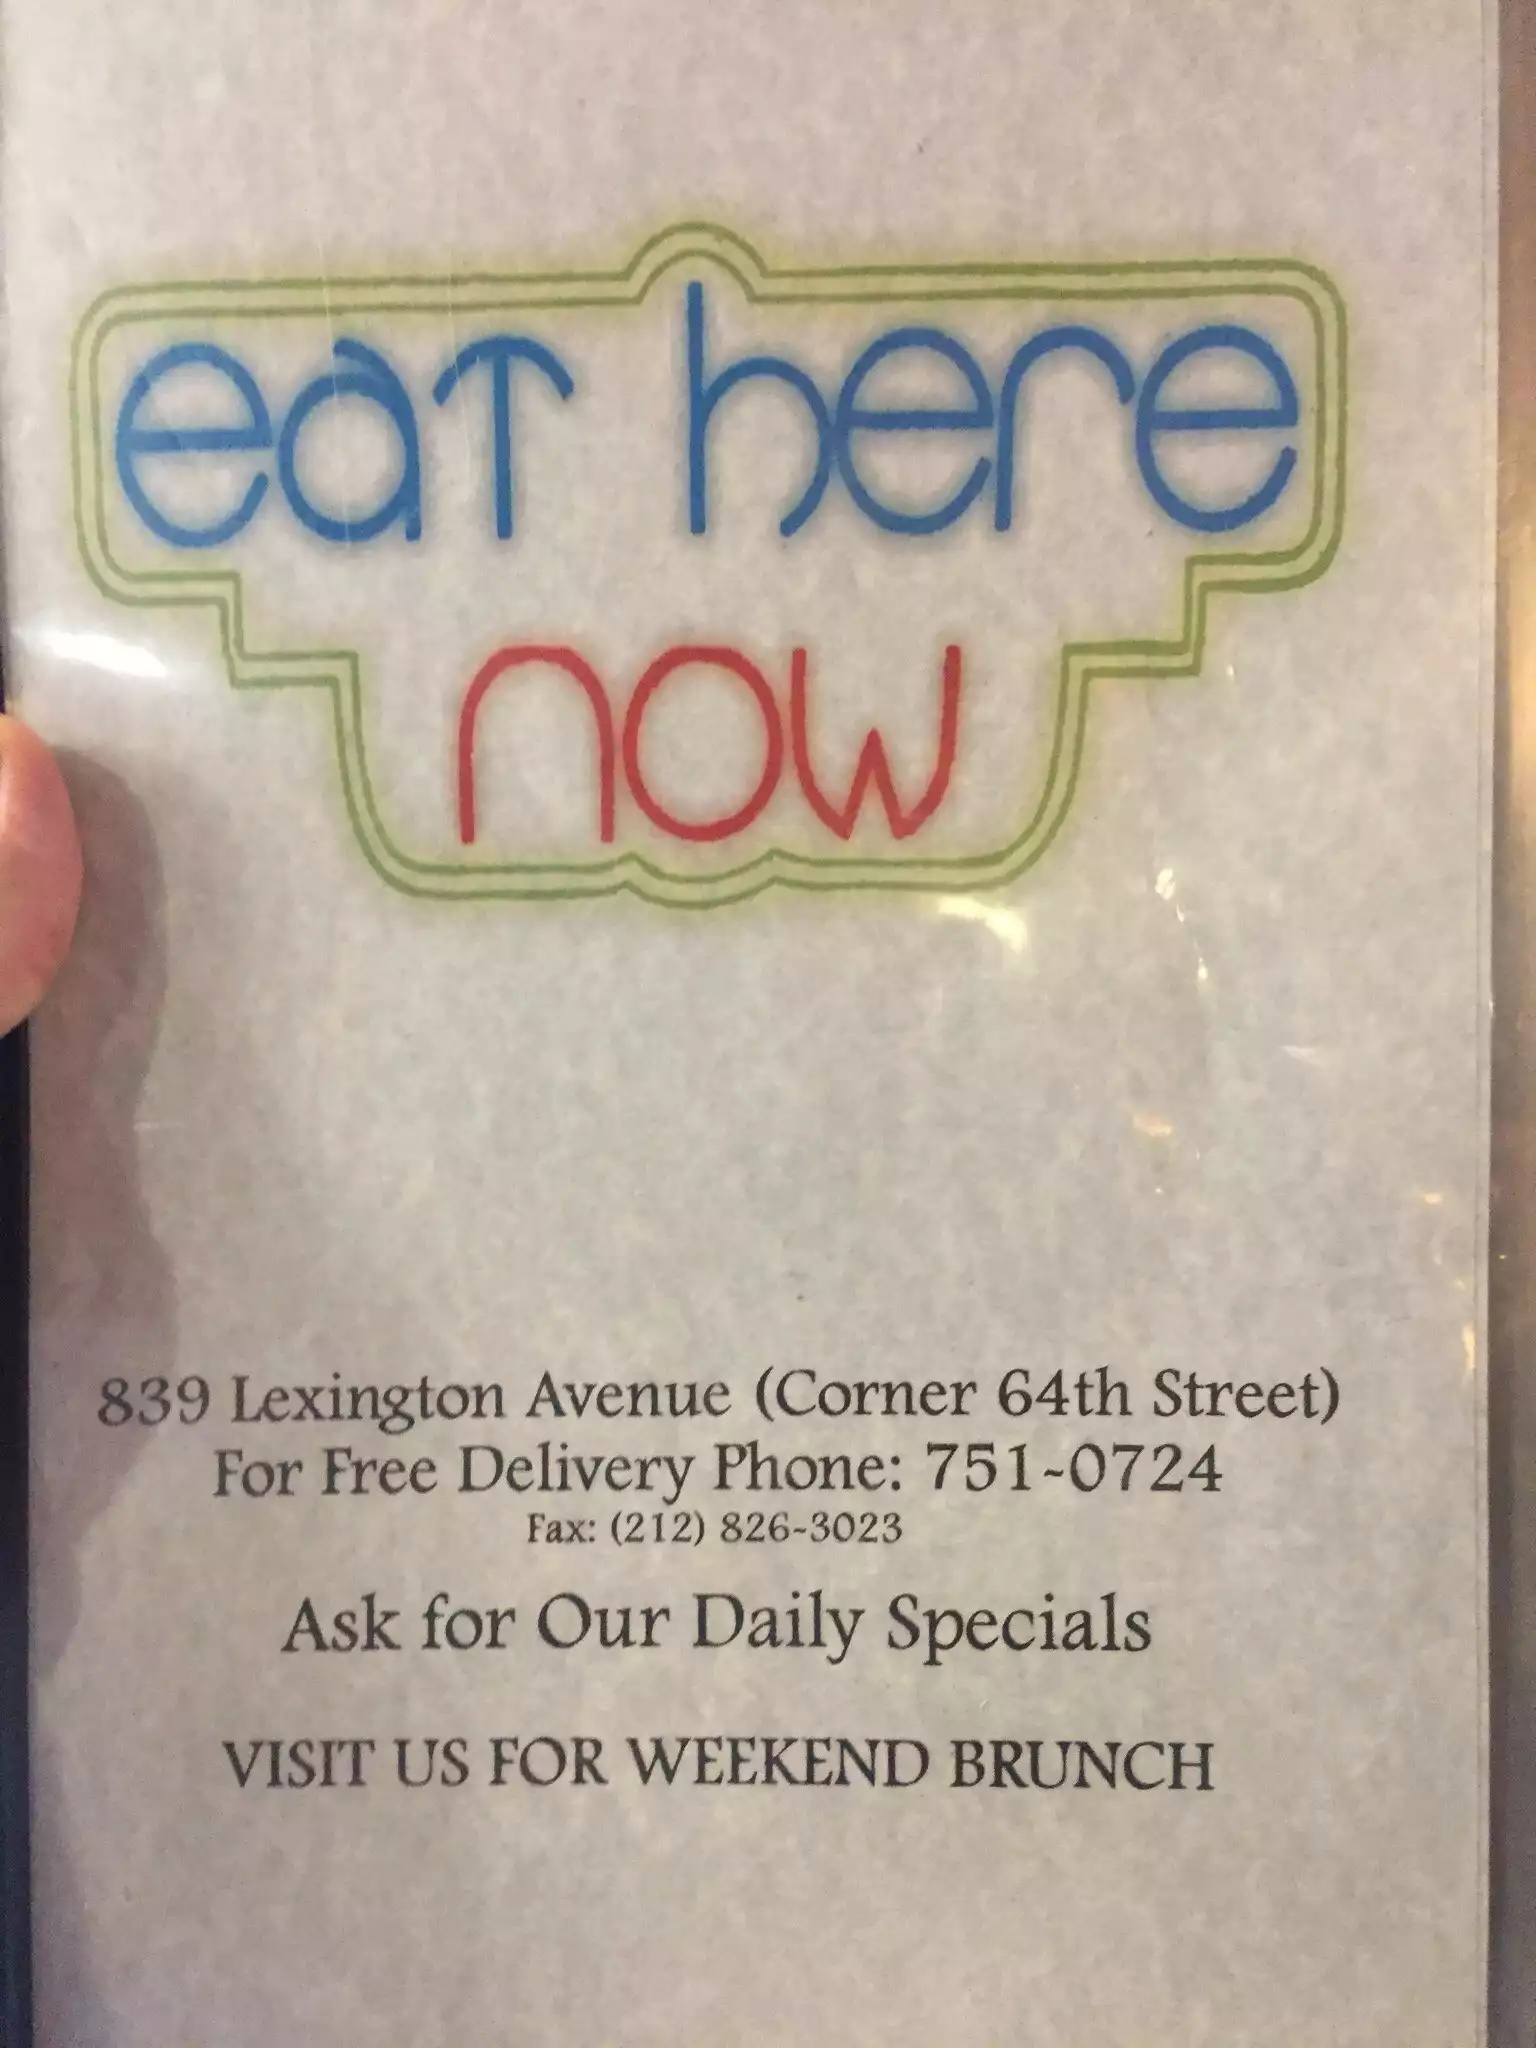 eat here
now
839 Lexington Avenue (Corner 64th Street)
For Free Delivery Phone: 751-0724
Fax: (212) 826-3023
Ask for Our Daily Specials
VISIT US FOR WEEKEND BRUNCH